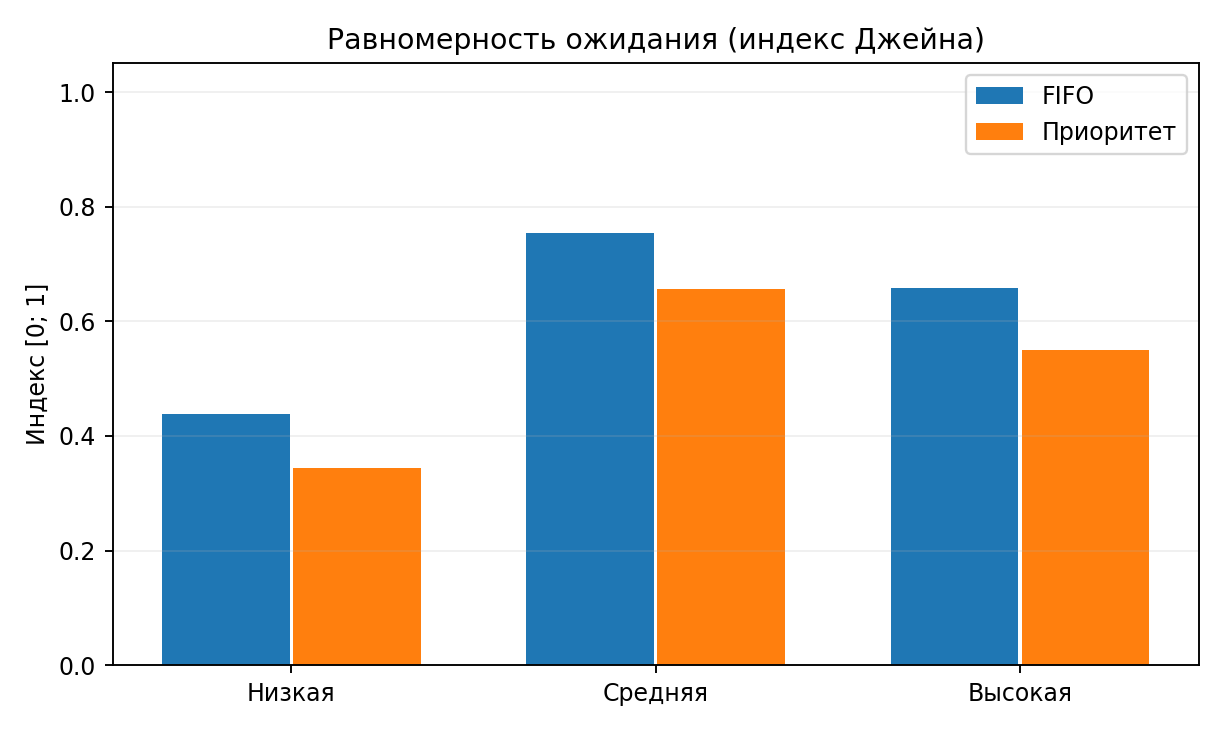 Равномерность ожидания (индекс Джейна)
FIFO
Приоритет
Индекс [0; 1]
1.0
0.8
0.6
0.4
0.2
0.0
Низкая
Средняя
Высокая